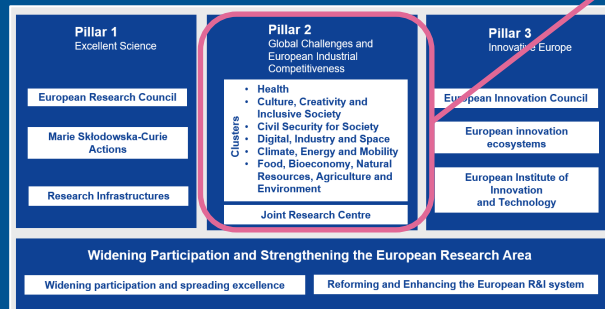 Pillar 1
Excellent Science
European Research Council
Marie Skłodowska-Curie
Actions
Research Infrastructures
Pillar 2
Global Challenges and
European Industrial
Competitiveness
Clusters
• Health
• Culture, Creativity and
Inclusive Society
• Civil Security for Society
• Digital, Industry and Space
• Climate, Energy and Mobility
• Food, Bioeconomy, Natural
Resources, Agriculture and
Environment
Joint Research Centre
Pillar 3
Innovative Europe
European Innovation Council
European innovation
ecosystems
European Institute of
Innovation
and Technology
Widening Participation and Strengthening the European Research Area
Widening participation and spreading excellence
Reforming and Enhancing the European R&I system